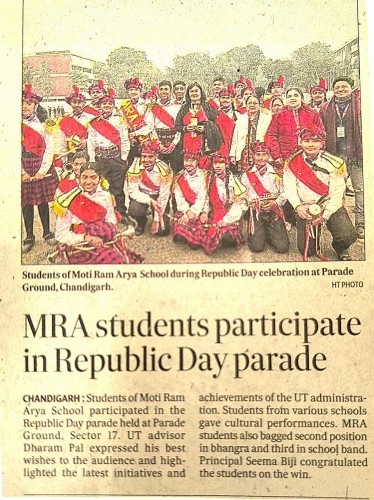 Students of Moti Ram Arya School during Republic Day celebration at Parade
Ground, Chandigarh.
HT PHOTO
MRA students participate
in Republic Day parade
CHANDIGARH : Students of Moti Ram
Arya School participated in the
Republic Day parade held at Parade
Ground, Sector 17. UT advisor
Dharam Pal expressed his best
wishes to the audience and high-
lighted the latest initiatives and
achievements of the UT administra-
tion. Students from various schools
gave cultural performances. MRA
students also bagged second position
in bhangra and third in school band.
Principal Seema Biji congratulated
the students on the win.